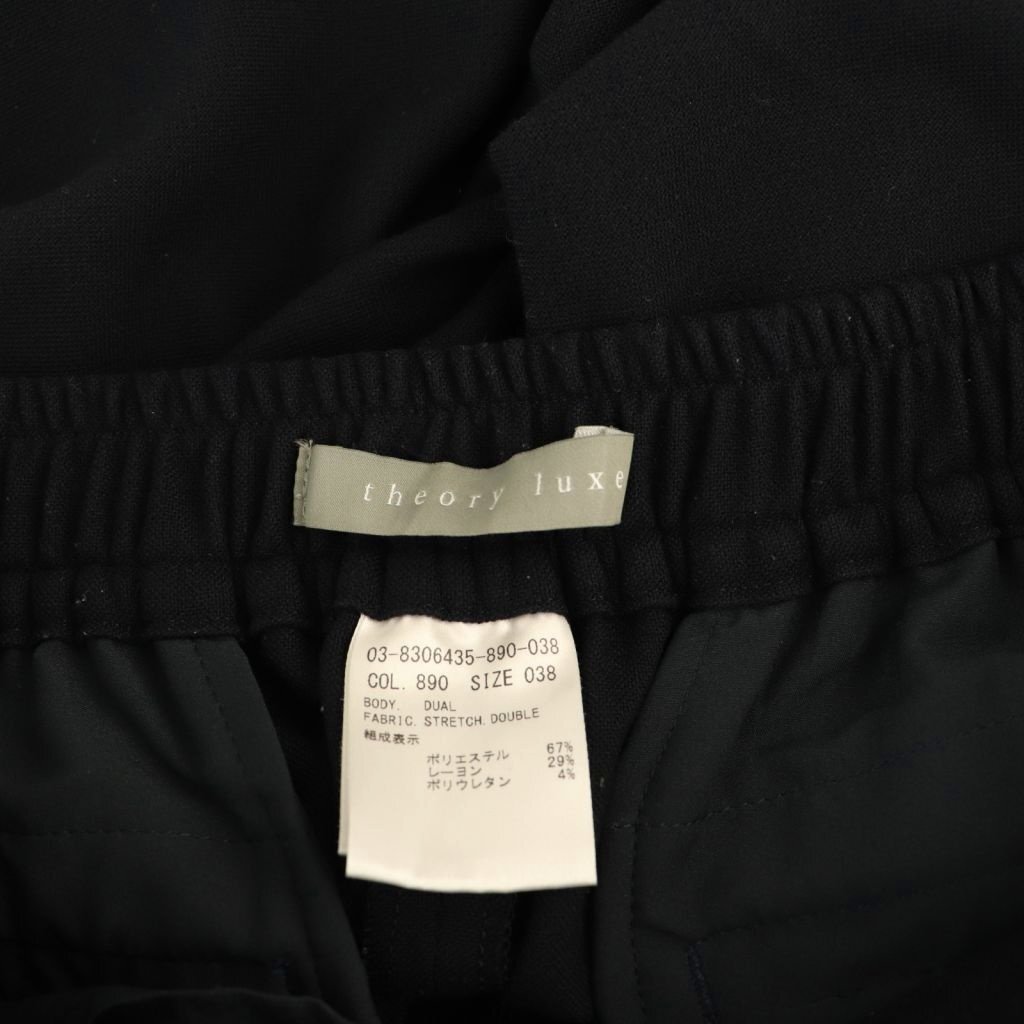 theory luxe
03-8306435-890-038
COL. 890 SIZE 038
BODY. DUAL
FABRIC. STRETCH. DOUBLE
組成表示
ポリエステル 67%
レーヨン 29%
ポリウレタン 4%